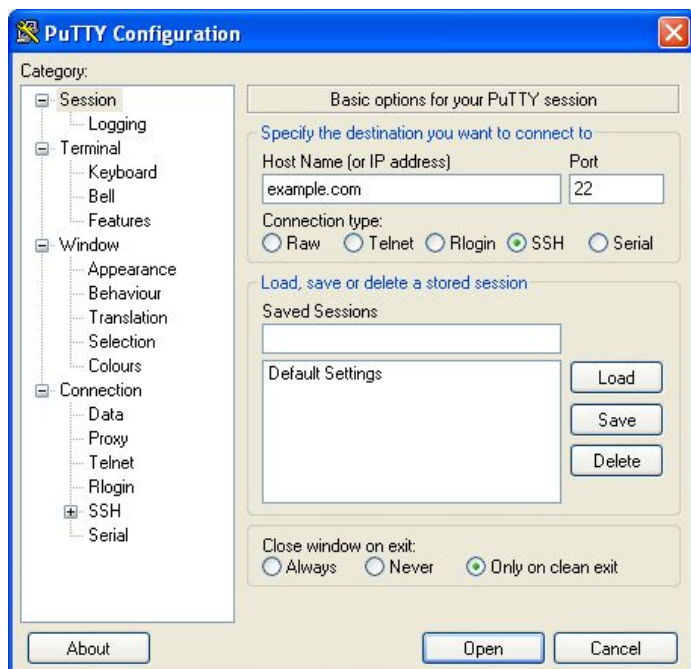 PuTTY Configuration
Category:
Session
Logging
Terminal
Keyboard
Bell
Features
Window
Appearance
Behaviour
Translation
Selection
Colours
Connection
Data
Proxy
Telnet
Rlogin
SSH
Serial
Basic options for your PuTTY session
Specify the destination you want to connect to
Host Name (or IP address) Port
example.com 22
Connection type:
Raw Telnet Rlogin SSH Serial
Load, save or delete a stored session
Saved Sessions
Default Settings
Load
Save
Delete
Close window on exit:
Always Never Only on clean exit
About Open Cancel